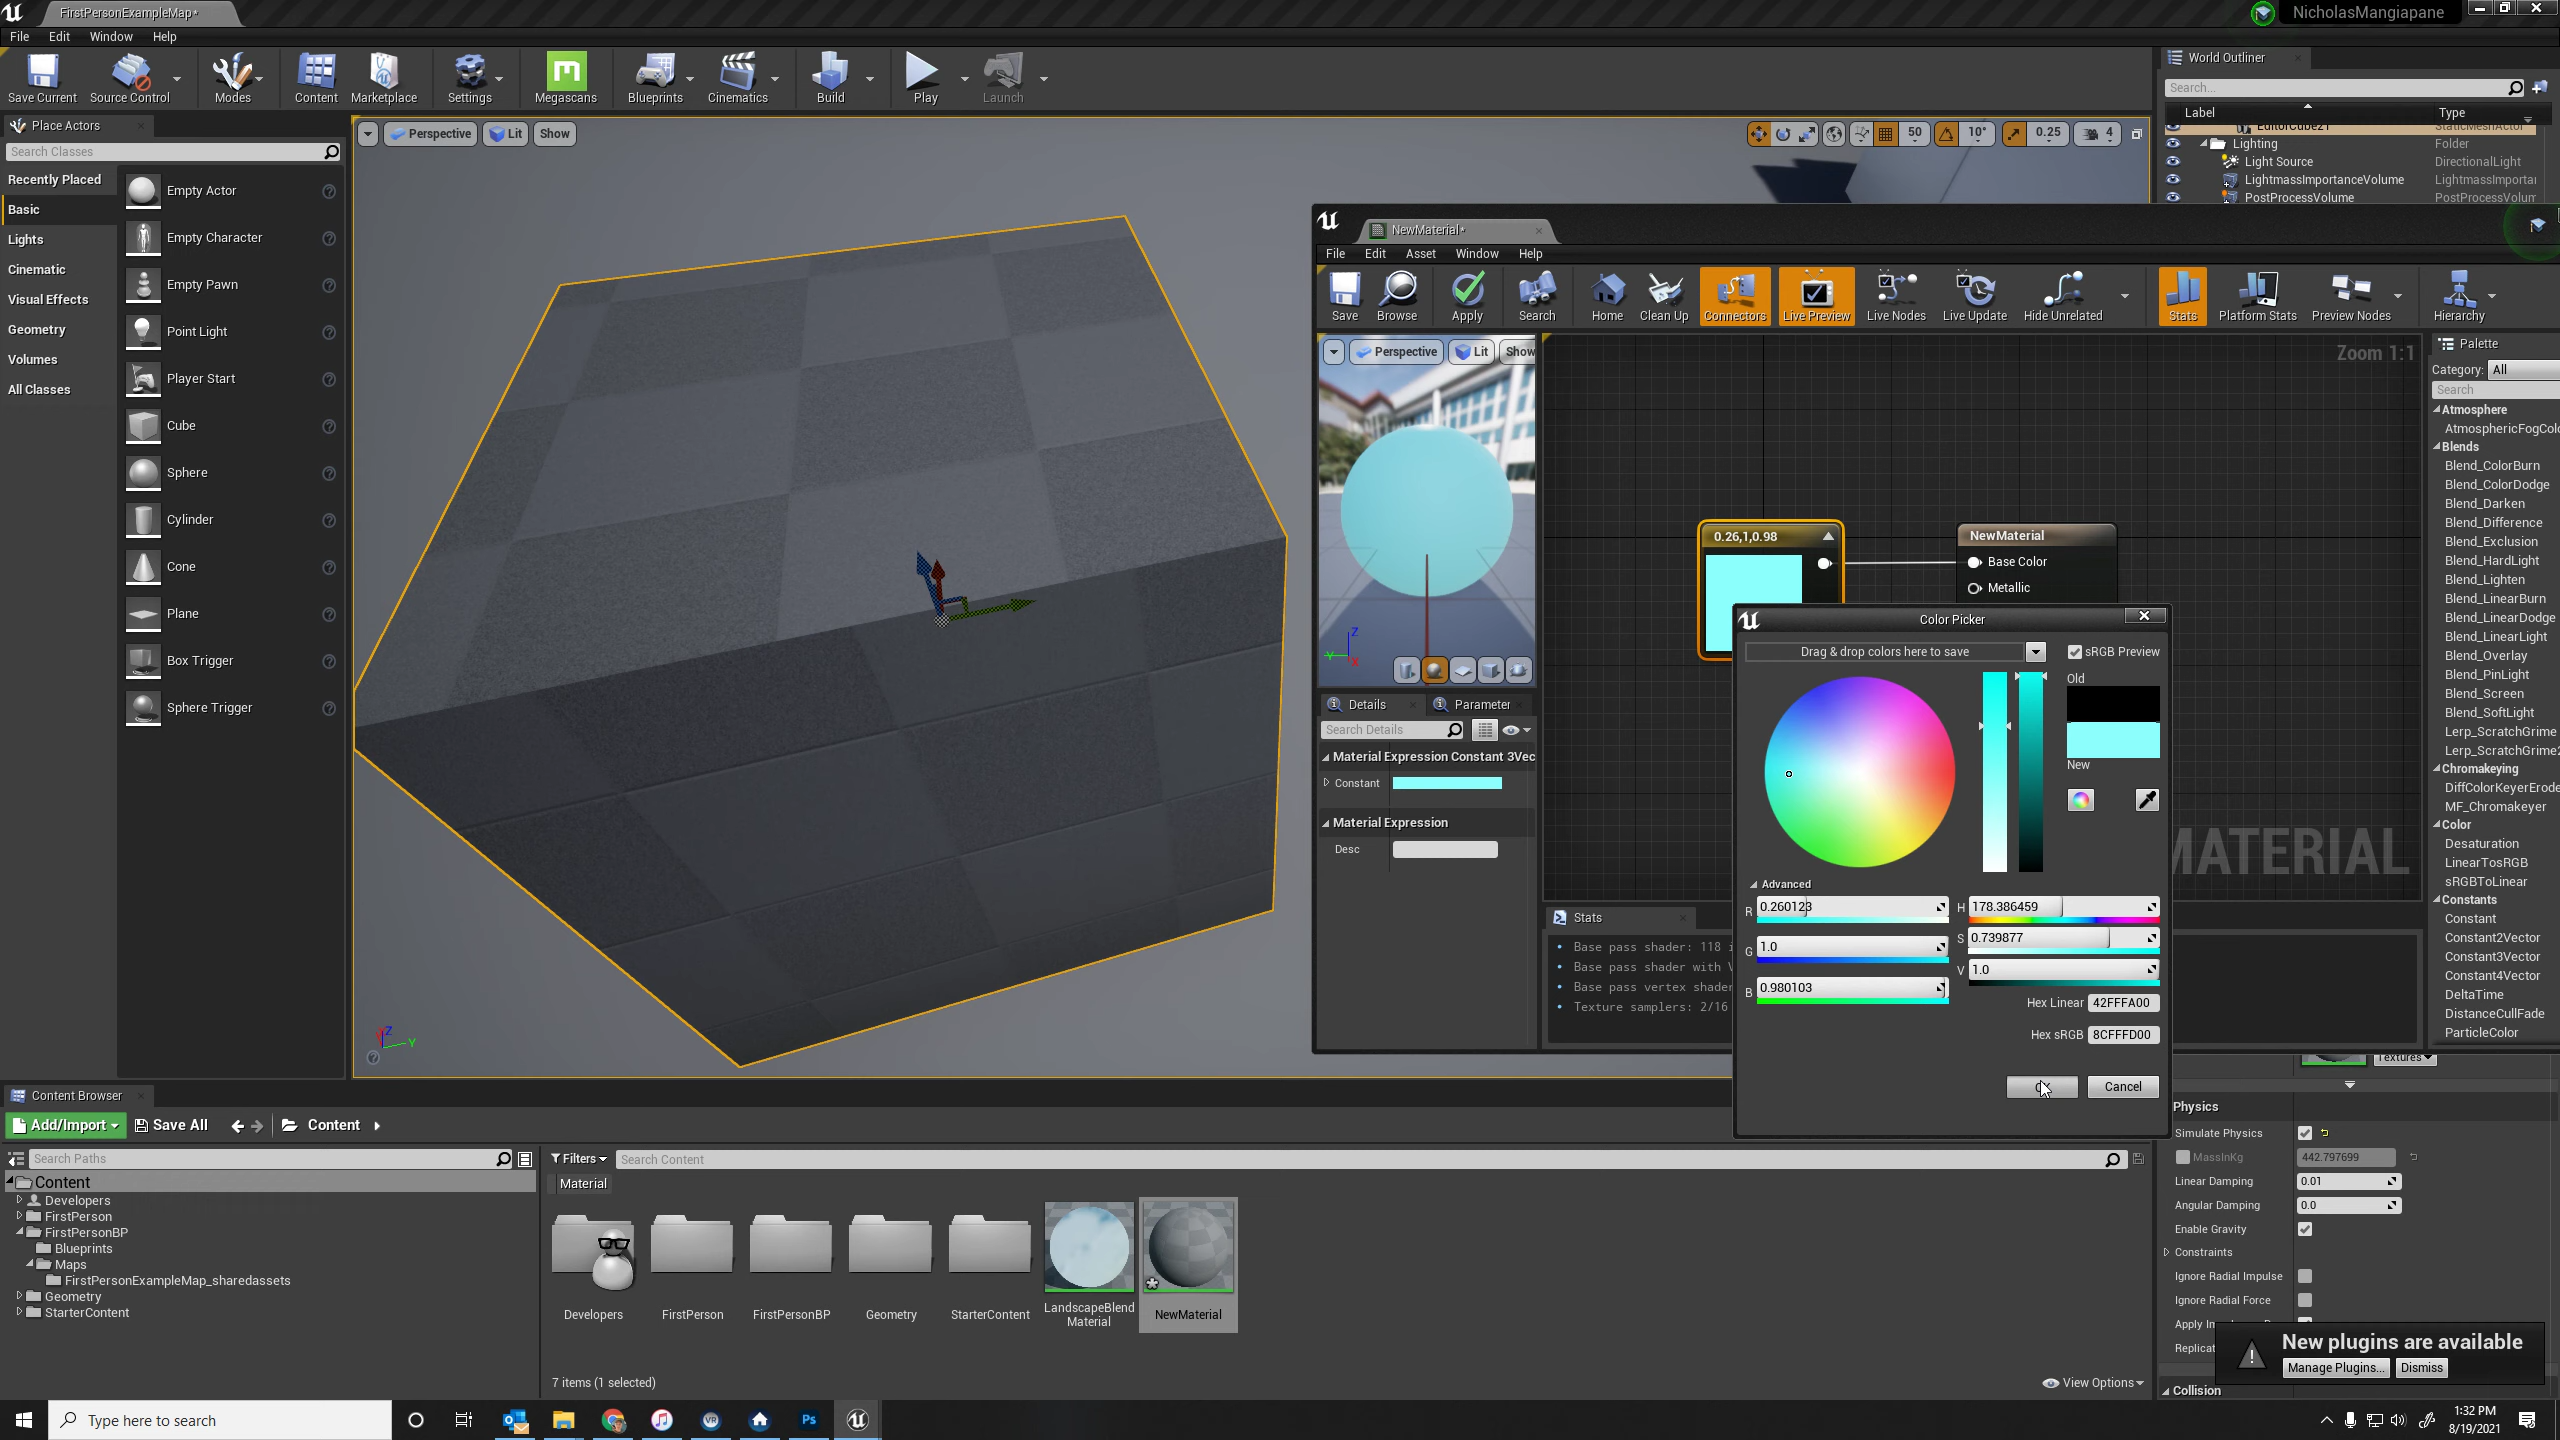 FirstPersonExampleMap*
NicholasMangiapane
File Edit Window Help
Save Current
Source Control
Modes
Content
Marketplace
Settings
Megascans
Blueprints
Cinematics
Build
Play
Launch
World Outliner
Search...
Label Type
EditorCube21 StaticMeshActor
Lighting Folder
Light Source DirectionalLight
LightmassImportanceVolume LightmassImportan
PostProcessVolume PostProcessVolum
Place Actors
Search Classes
Recently Placed
Basic
Lights
Cinematic
Visual Effects
Geometry
Volumes
All Classes
Empty Actor
Empty Character
Empty Pawn
Point Light
Player Start
Cube
Sphere
Cylinder
Cone
Plane
Box Trigger
Sphere Trigger
Perspective Lit Show
50 10° 0.25 4
Z
Y
NewMaterial*
File Edit Asset Window Help
Save
Browse
Apply
Search
Home
Clean Up
Connectors
Live Preview
Live Nodes
Live Update
Hide Unrelated
Stats
Platform Stats
Preview Nodes
Hierarchy
Perspective Lit Show
Z
Y
X
Zoom 1:1
0.26,1,0.98
NewMaterial
Base Color
Metallic
MATERIAL
Details Parameter
Search Details
Material Expression Constant 3Vec
Constant
Material Expression
Desc
Stats
Base pass shader: 118 i
Base pass shader with V
Base pass vertex shader
Texture samplers: 2/16
Palette
Category: All
Search
Atmosphere
AtmosphericFogColo
Blends
Blend_ColorBurn
Blend_ColorDodge
Blend_Darken
Blend_Difference
Blend_Exclusion
Blend_HardLight
Blend_Lighten
Blend_LinearBurn
Blend_LinearDodge
Blend_LinearLight
Blend_Overlay
Blend_PinLight
Blend_Screen
Blend_SoftLight
Lerp_ScratchGrime
Lerp_ScratchGrime2
Chromakeying
DiffColorKeyerErode
MF_Chromakeyer
Color
Desaturation
LinearTosRGB
sRGBToLinear
Constants
Constant
Constant2Vector
Constant3Vector
Constant4Vector
DeltaTime
DistanceCullFade
ParticleColor
Color Picker
Drag & drop colors here to save
sRGB Preview
Old
New
Advanced
R 0.260123
G 1.0
B 0.980103
H 178.386459
S 0.739877
V 1.0
Hex Linear 42FFFA00
Hex sRGB 8CFFFD00
Cancel
Textures
Physics
Simulate Physics
MassInKg 442.797699
Linear Damping 0.01
Angular Damping 0.0
Enable Gravity
Constraints
Ignore Radial Impulse
Ignore Radial Force
Replicat
Collision
New plugins are available
Manage Plugins... Dismiss
Content Browser
Add/Import Save All Content
Search Paths
Content
Developers
FirstPerson
FirstPersonBP
Blueprints
Maps
FirstPersonExampleMap_sharedassets
Geometry
StarterContent
Filters Search Content
Material
Developers
FirstPerson
FirstPersonBP
Geometry
StarterContent
LandscapeBlend
Material
NewMaterial
7 items (1 selected)
View Options
Type here to search
VR
Ps
1:32 PM
8/19/2021